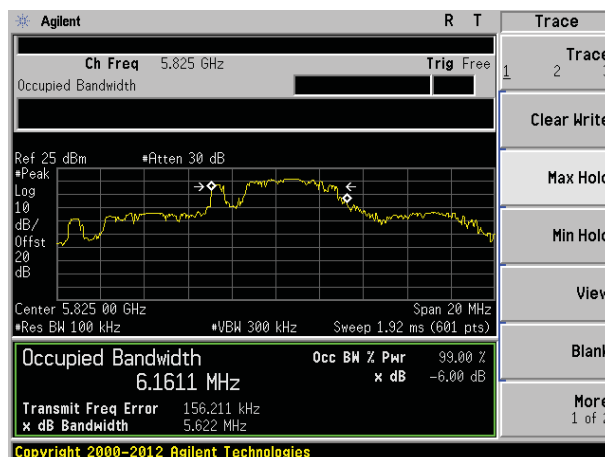 Agilent R T Trace
Ch Freq 5.825 GHz Trig Free
Occupied Bandwidth
Trace
1 2
Clear Write
Max Hold
Min Hold
View
Blank
More
1 of 2
Ref 25 dBm #Atten 30 dB
#Peak
Log
10
dB/
Offst
20
dB
Center 5.825 00 GHz Span 20 MHz
#Res BW 100 kHz #VBW 300 kHz Sweep 1.92 ms (601 pts)
Occupied Bandwidth Occ BW % Pwr 99.00 %
6.1611 MHz x dB -6.00 dB
Transmit Freq Error 156.211 kHz
x dB Bandwidth 5.622 MHz
Copyright 2000-2012 Agilent Technologies